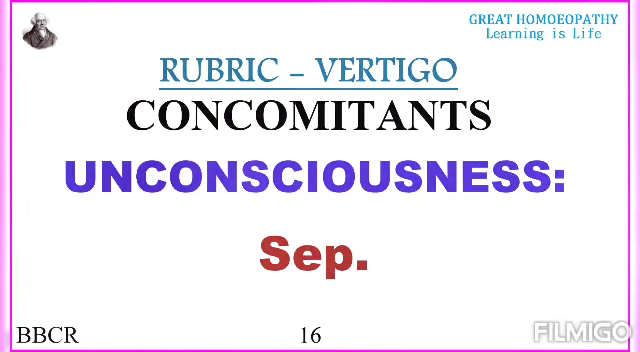 GREAT HOMOEOPATHY
Learning is Life
RUBRIC – VERTIGO
CONCOMITANTS
UNCONSCIOUSNESS:
Sep.
BBCR 16 FILMIGO